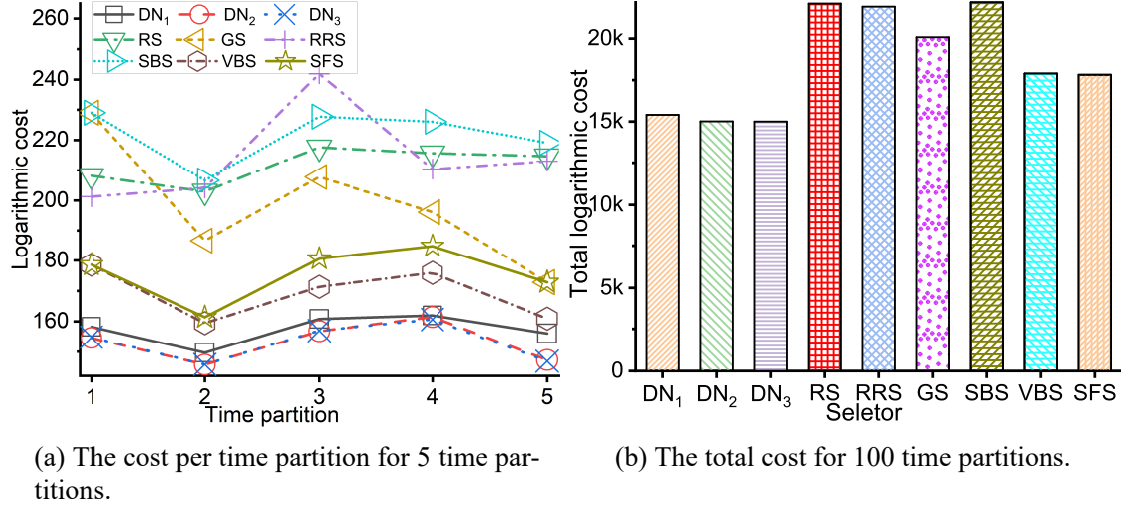 260
240
220
200
180
160
Logarithmic cost
DN1 DN2 DN3
RS GS RRS
SBS VBS SFS
1 2 3 4 5
Time partition
20k
15k
10k
5k
0
Total logarithmic cost
DN1 DN2 DN3 RS RRS GS SBS VBS SFS
Seletor
(a) The cost per time partition for 5 time par-
titions.
(b) The total cost for 100 time partitions.